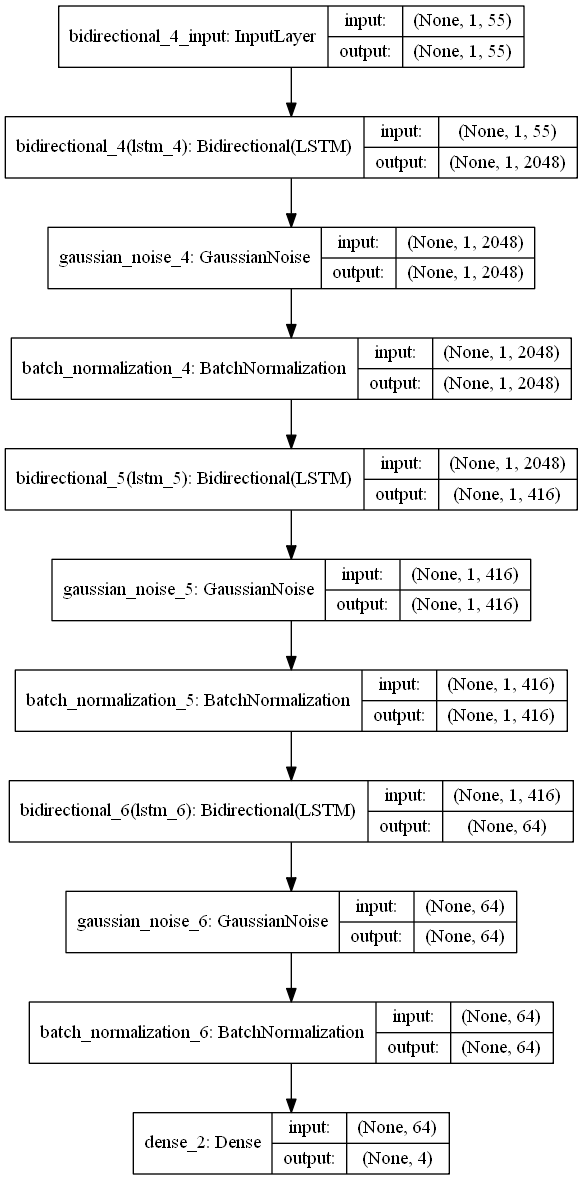 bidirectional_4_input: InputLayer
input: (None, 1, 55)
output: (None, 1, 55)
bidirectional_4(lstm_4): Bidirectional(LSTM)
input: (None, 1, 55)
output: (None, 1, 2048)
gaussian_noise_4: GaussianNoise
input: (None, 1, 2048)
output: (None, 1, 2048)
batch_normalization_4: BatchNormalization
input: (None, 1, 2048)
output: (None, 1, 2048)
bidirectional_5(lstm_5): Bidirectional(LSTM)
input: (None, 1, 2048)
output: (None, 1, 416)
gaussian_noise_5: GaussianNoise
input: (None, 1, 416)
output: (None, 1, 416)
batch_normalization_5: BatchNormalization
input: (None, 1, 416)
output: (None, 1, 416)
bidirectional_6(lstm_6): Bidirectional(LSTM)
input: (None, 1, 416)
output: (None, 64)
gaussian_noise_6: GaussianNoise
input: (None, 64)
output: (None, 64)
batch_normalization_6: BatchNormalization
input: (None, 64)
output: (None, 64)
dense_2: Dense
input: (None, 64)
output: (None, 4)